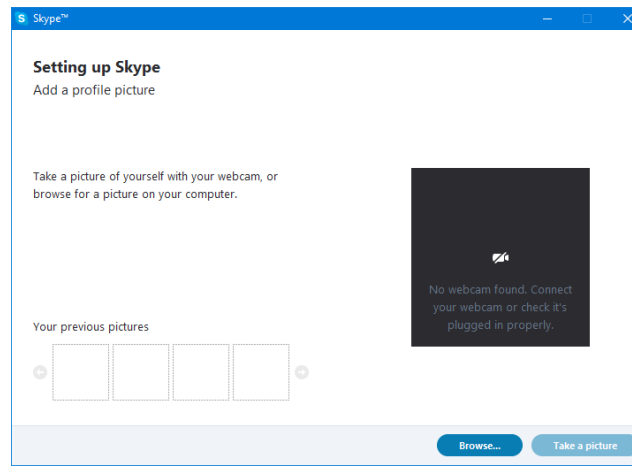 Skype™
Setting up Skype
Add a profile picture
Take a picture of yourself with your webcam, or
browse for a picture on your computer.
No webcam found. Connect
your webcam or check it's
plugged in properly.
Your previous pictures
Browse...
Take a picture